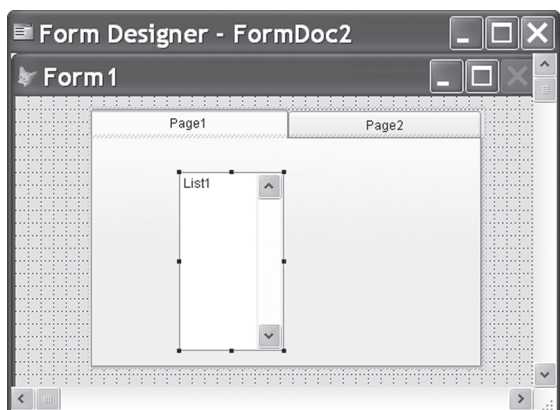 Form Designer - FormDoc2
Form1
Page1
Page2
List1